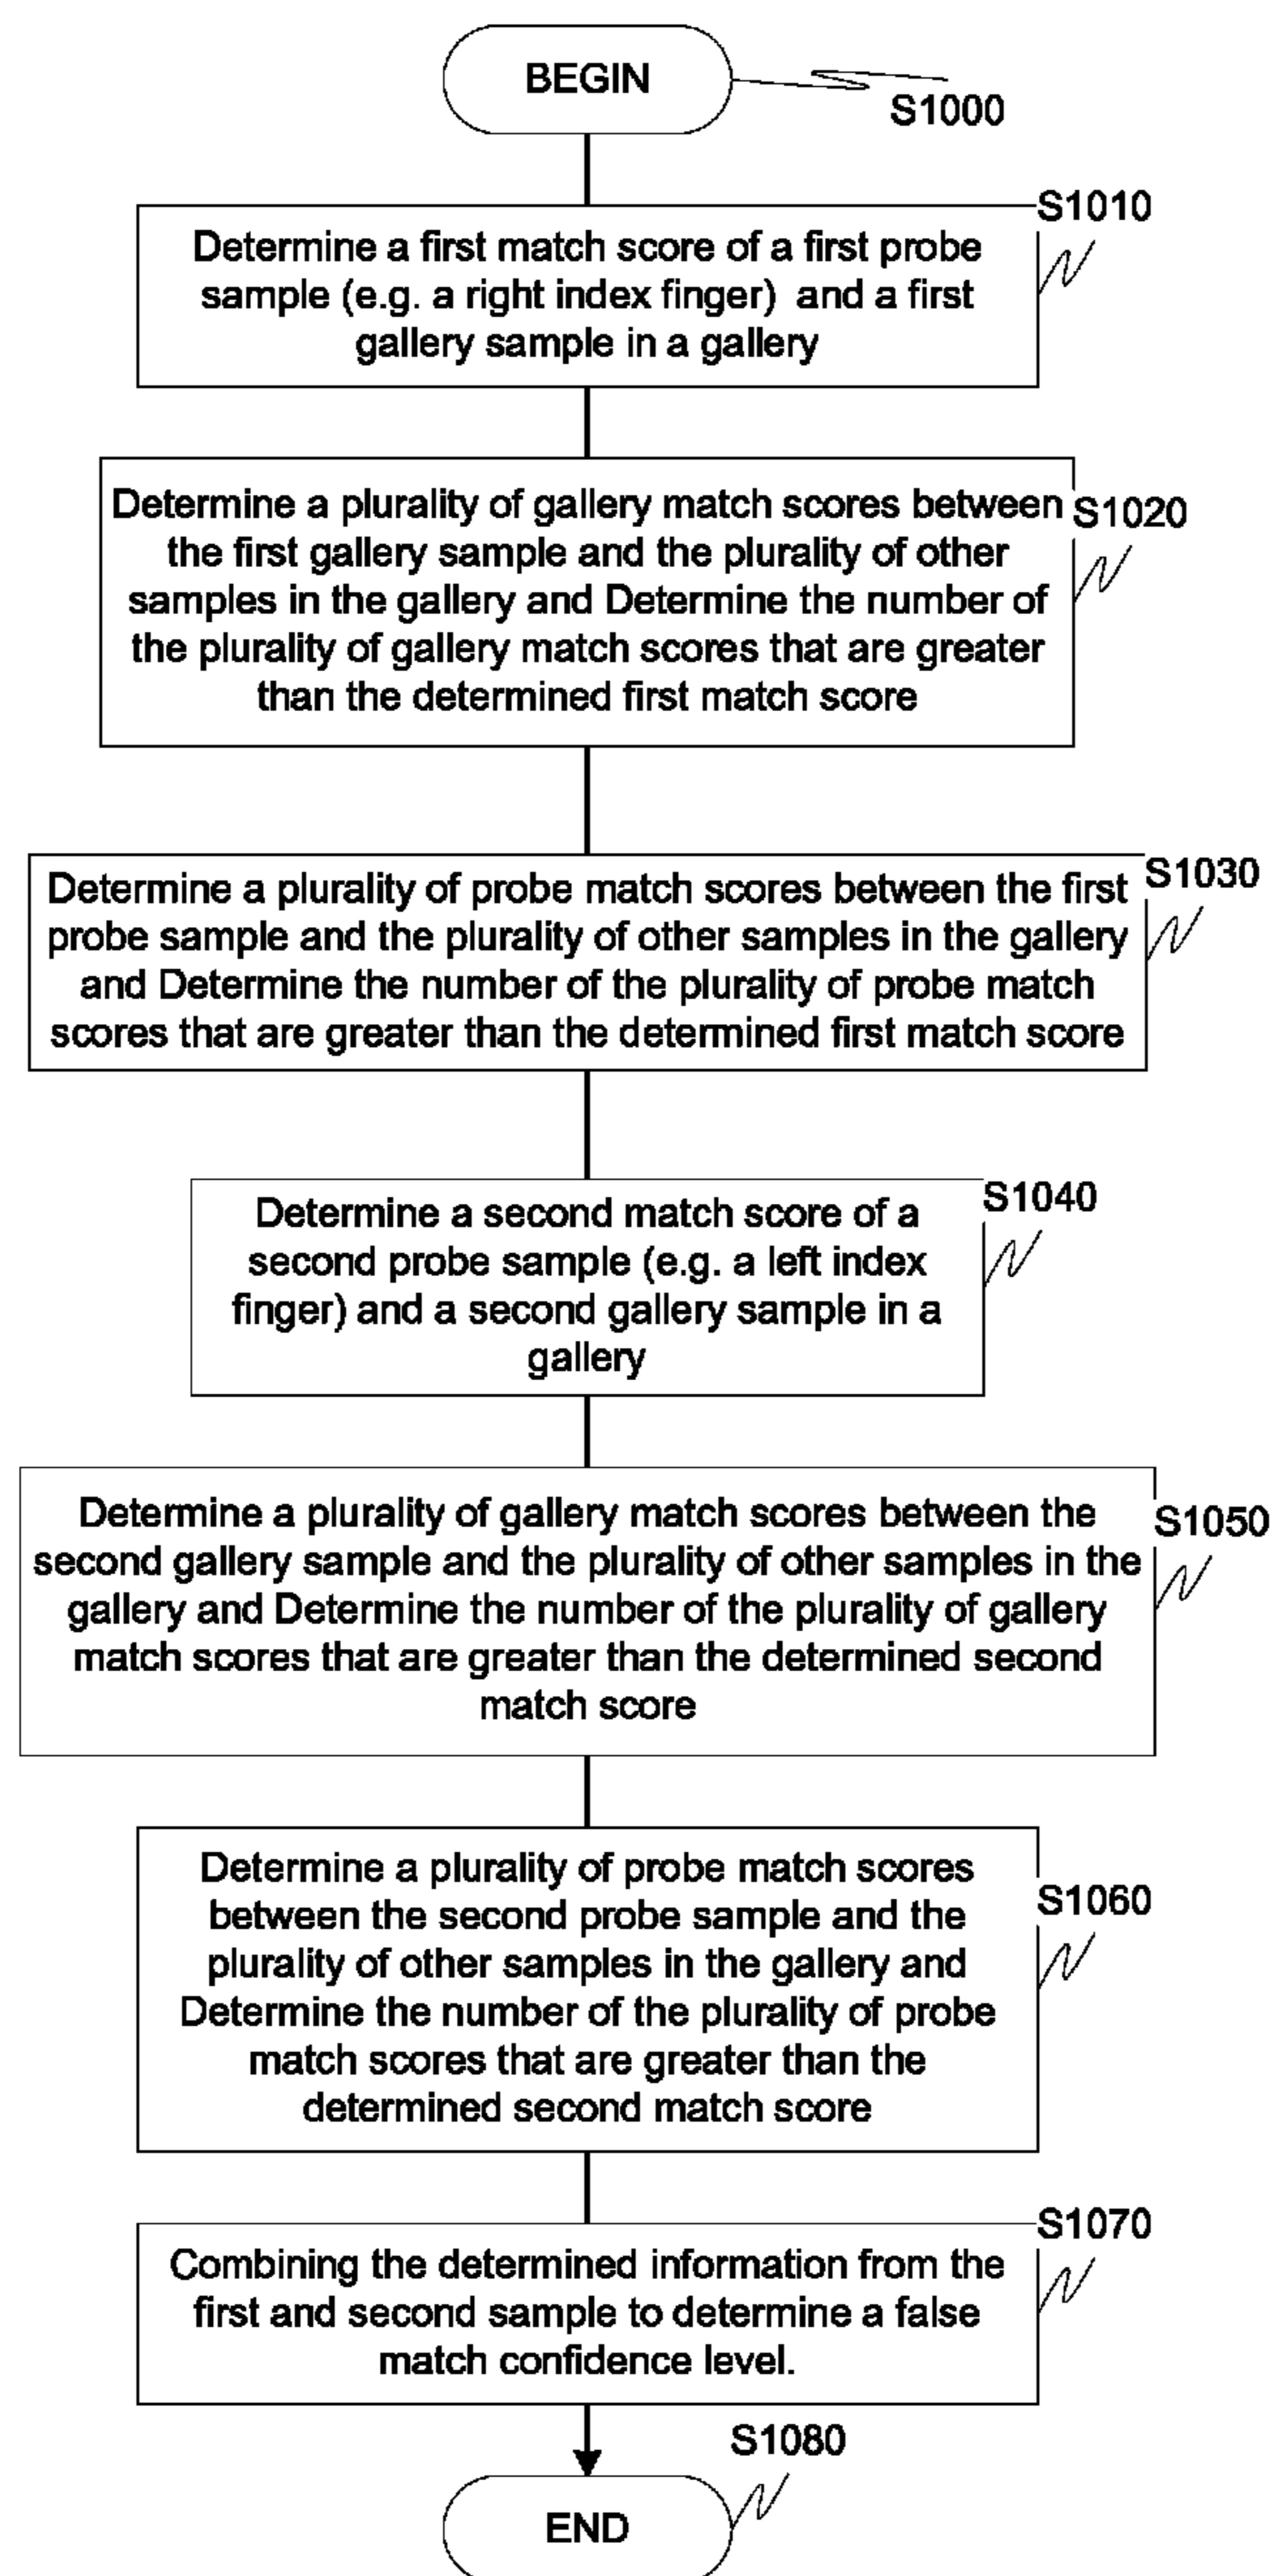 BEGIN
S1000
S1010
Determine a first match score of a first probe
sample (e.g. a right index finger) and a first
gallery sample in a gallery
Determine a plurality of gallery match scores between
S1020
the first gallery sample and the plurality of other
samples in the gallery and Determine the number of
the plurality of gallery match scores that are greater
than the determined first match score
S1030
Determine a plurality of probe match scores between the first
probe sample and the plurality of other samples in the gallery
and Determine the number of the plurality of probe match
scores that are greater than the determined first match score
S1040
Determine a second match score of a
second probe sample (e.g. a left index
finger) and a second gallery sample in a
gallery
S1050
Determine a plurality of gallery match scores between the
second gallery sample and the plurality of other samples in the
gallery and Determine the number of the plurality of gallery
match scores that are greater than the determined second
match score
S1060
Determine a plurality of probe match scores
between the second probe sample and the
plurality of other samples in the gallery and
Determine the number of the plurality of probe
match scores that are greater than the
determined second match score
S1070
Combining the determined information from the
first and second sample to determine a false
match confidence level.
S1080
END